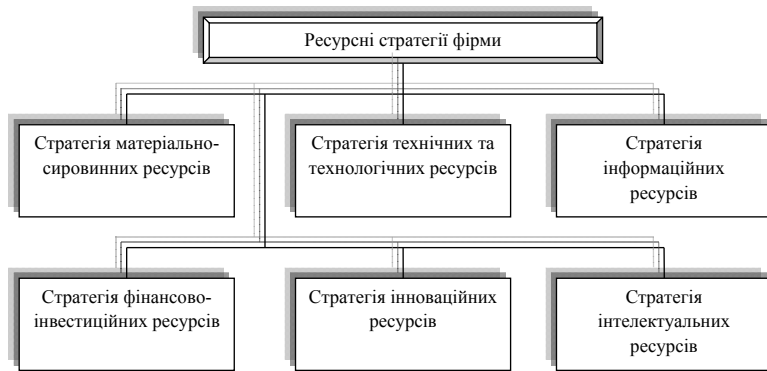 Ресурсні стратегії фірми
Стратегія матеріально-
сировинних ресурсів
Стратегія технічних та
технологічних ресурсів
Стратегія
інформаційних
ресурсів
Стратегія фінансово-
інвестиційних ресурсів
Стратегія інноваційних
ресурсів
Стратегія
інтелектуальних
ресурсів